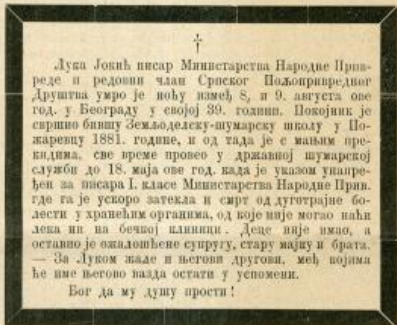 †
Лука Јокић писар Министарства Народне Прив-
реде и редовни члан Српског Пољопривредног
Друштва умро је ноћу измеђ 8, и 9. августа ове
год. у Београду у својој 39. години. Покојник је
свршио бившу Земљоделску-шумарску школу у По-
жаревцу 1881. године, и од тада је с мањим пре-
кидима, све време провео у државној шумарској
служби до 18. маја ове год. када је указом унапре-
ђен за писара I. класе Министарства Народне Прив.
где га је ускоро затекла и смрт од дуготрајне бо-
лести у хранећим органима, од које није могао наћи
лека ни на бечкој клиници. Деце није имао, а
оставио је ожалошћене супругу, стару мајку и брата.
— За Луком жале и његови другови, међ којима
ће име његово вазда остати у успомени.
Бог да му душу прости!